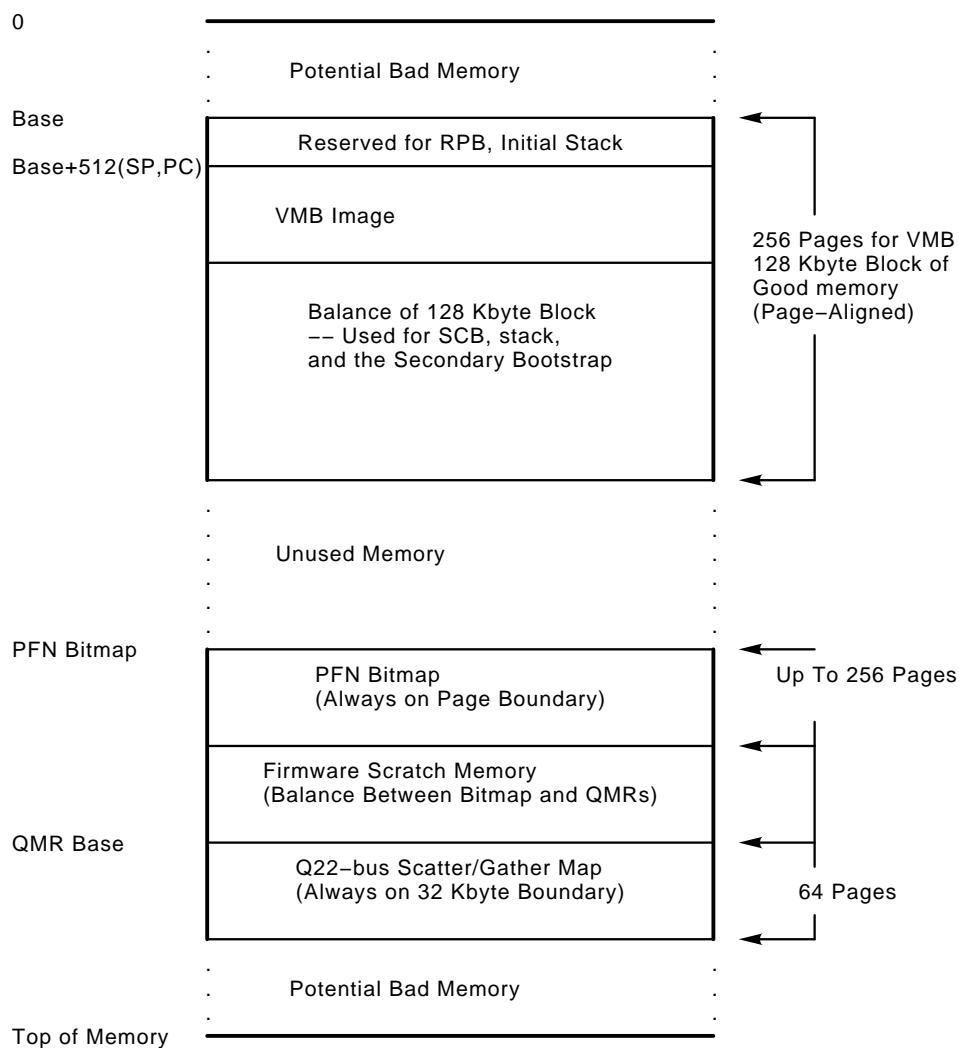 0
Potential Bad Memory
Base
Reserved for RPB, Initial Stack
Base+512(SP,PC)
VMB Image
256 Pages for VMB
128 Kbyte Block of
Good memory
(Page−Aligned)
Balance of 128 Kbyte Block
−− Used for SCB, stack,
and the Secondary Bootstrap
Unused Memory
PFN Bitmap
PFN Bitmap
(Always on Page Boundary)
Up To 256 Pages
Firmware Scratch Memory
(Balance Between Bitmap and QMRs)
QMR Base
Q22−bus Scatter/Gather Map
(Always on 32 Kbyte Boundary)
64 Pages
Potential Bad Memory
Top of Memory